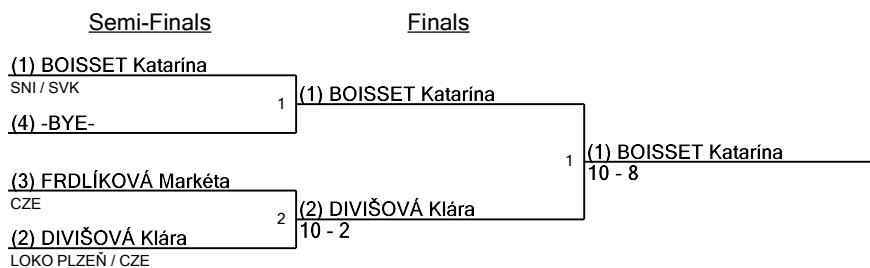 Semi-Finals Finals
(1) BOISSET Katarína
SNI / SVK
1 (1) BOISSET Katarína
(4) -BYE-
1 (1) BOISSET Katarína
10 - 8
(3) FRDLÍKOVÁ Markéta
CZE
2 (2) DIVIŠOVÁ Klára
10 - 2
(2) DIVIŠOVÁ Klára
LOKO PLZEŇ / CZE